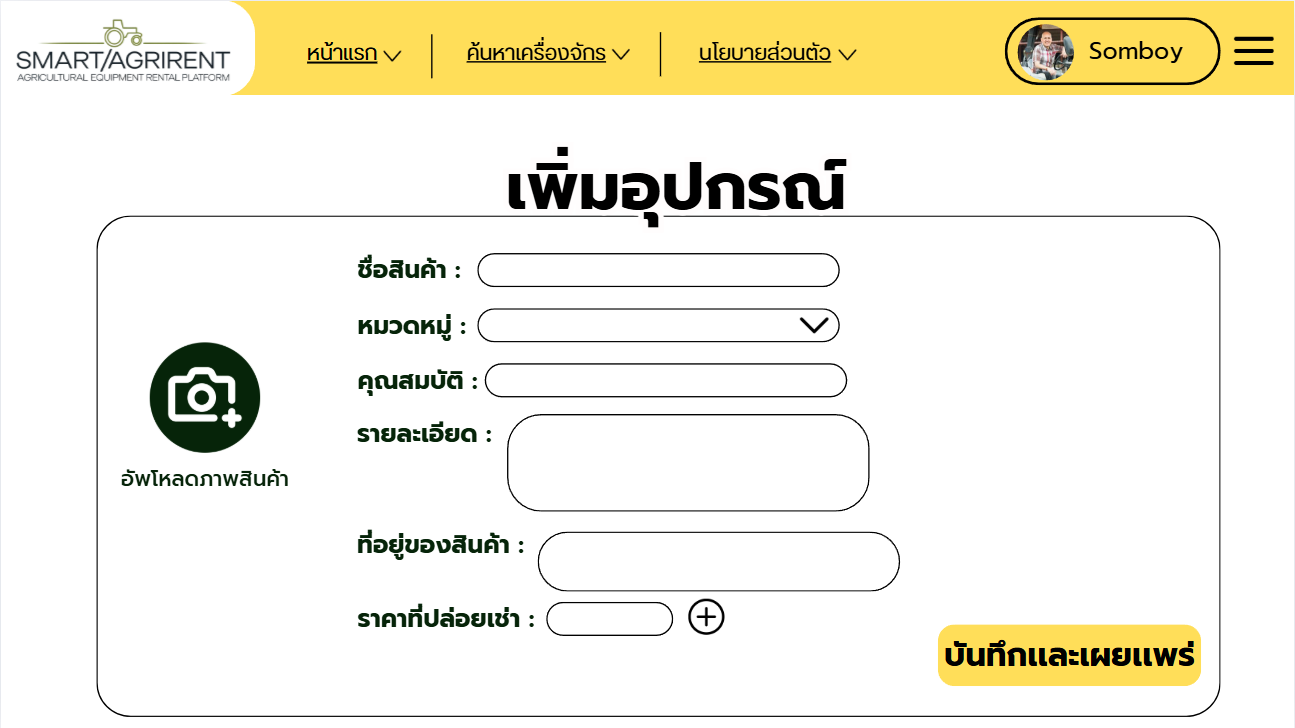 SMART/AGRIRENT
AGRICULTURAL EQUIPMENT RENTAL PLATFORM
หน้าแรก
ค้นหาเครื่องจักร
นโยบายส่วนตัว
Somboy
เพิ่มอุปกรณ์
ชื่อสินค้า :
หมวดหมู่ :
คุณสมบัติ :
รายละเอียด :
อัพโหลดภาพสินค้า
ที่อยู่ของสินค้า :
ราคาที่ปล่อยเช่า :
บันทึกและเผยแพร่